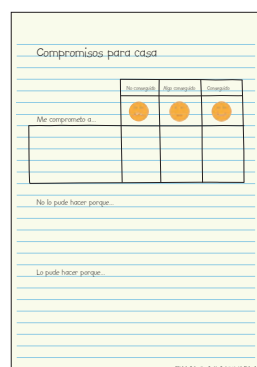 Compromisos para casa
No conseguido Algo conseguido Conseguido
Me comprometo a...
No lo pude hacer porque...
Lo pude hacer porque...